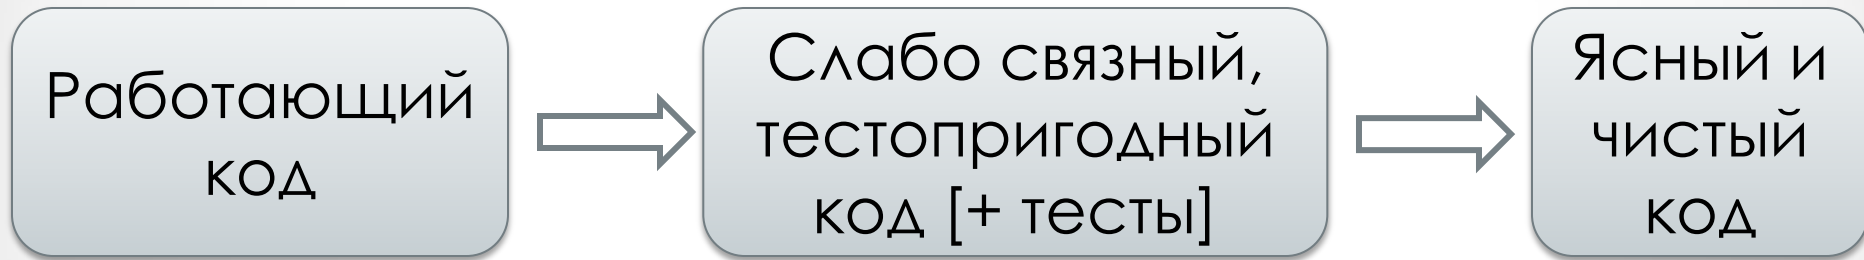 Работающий
код
Слабо связный,
тестопригодный
код [+ тесты]
Ясный и
чистый
код